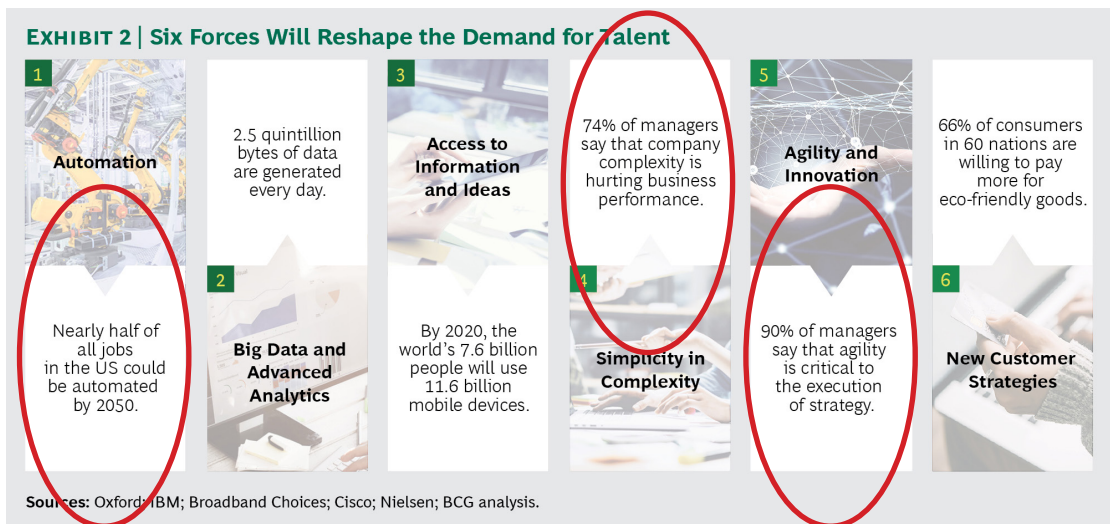 EXHIBIT 2 | Six Forces Will Reshape the Demand for Talent
1
Automation
Nearly half of
all jobs
in the US could
be automated
by 2050.
2.5 quintillion
bytes of data
are generated
every day.
2
Big Data and
Advanced
Analytics
3
Access to
Information
and Ideas
By 2020, the
world’s 7.6 billion
people will use
11.6 billion
mobile devices.
74% of managers
say that company
complexity is
hurting business
performance.
4
Simplicity in
Complexity
5
Agility and
Innovation
90% of managers
say that agility
is critical to
the execution
of strategy.
66% of consumers
in 60 nations are
willing to pay
more for
eco-friendly goods.
6
New Customer
Strategies
Sources: Oxford; IBM; Broadband Choices; Cisco; Nielsen; BCG analysis.